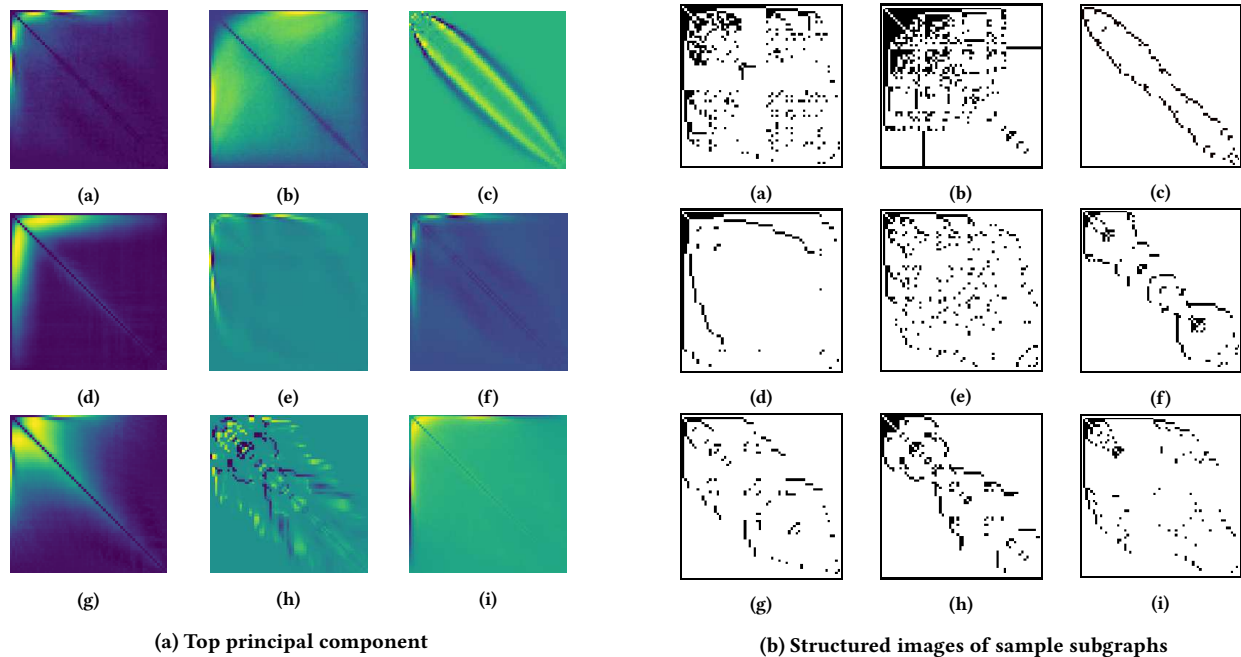 (a) (b) (c)
(d) (e) (f)
(g) (h) (i)
(a) Top principal component
(a) (b) (c)
(d) (e) (f)
(g) (h) (i)
(b) Structured images of sample subgraphs